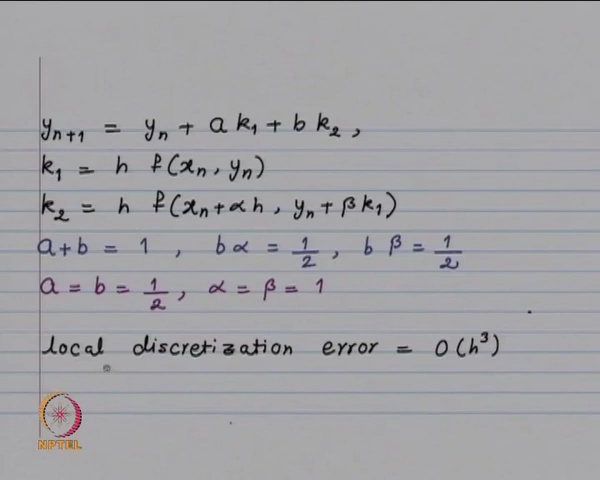 yₙ₊₁ = yₙ + a k₁ + b k₂ ,
k₁ = h f(xₙ, yₙ)
k₂ = h f(xₙ + αh , yₙ + βk₁)
a+b = 1 , bα = 1/2 , b β = 1/2
a = b = 1/2 , α = β = 1
local discretization error = O(h³)
NPTEL